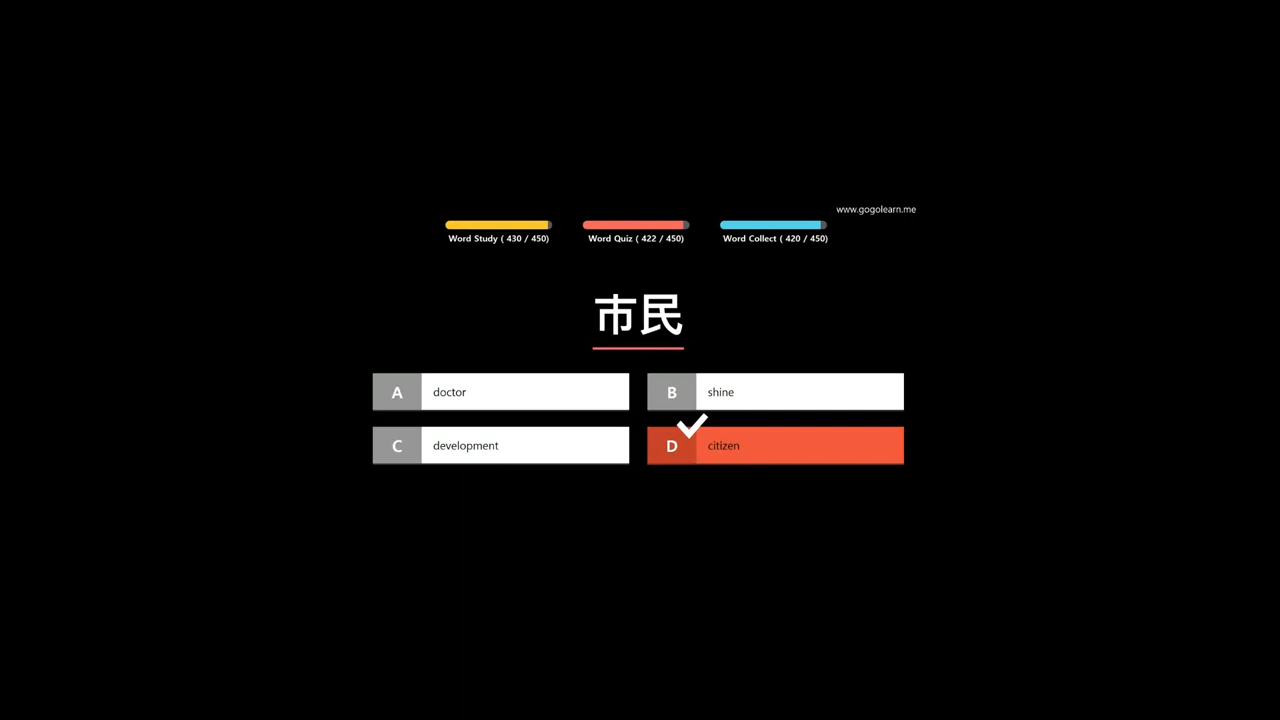 www.gogolearn.me
Word Study ( 430 / 450)
Word Quiz ( 422 / 450)
Word Collect ( 420 / 450)
市民
A doctor
B shine
C development
D citizen